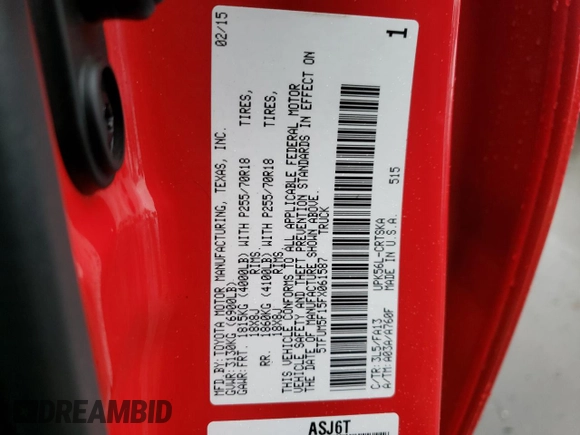 MFD. BY: TOYOTA MOTOR MANUFACTURING, TEXAS, INC. 02/15
GVWR: 3130KG (6900LB)
GAWR: FRT. 1815KG (4000LB) WITH P255/70R18 TIRES,
18X8J RIMS
RR. 1860KG (4100LB) WITH P255/70R18 TIRES,
18X8J RIMS
THIS VEHICLE CONFORMS TO ALL APPLICABLE FEDERAL MOTOR
VEHICLE SAFETY AND THEFT PREVENTION STANDARDS IN EFFECT ON
THE DATE OF MANUFACTURE SHOWN ABOVE.
5TFUM5F15FX061587 TRUCK
1
C/TR: 3L5/FA13 UPK56L-CRTSKA
A/TM: A03A/A760F MADE IN U.S.A. 515
ASJ6T
DREAMBID